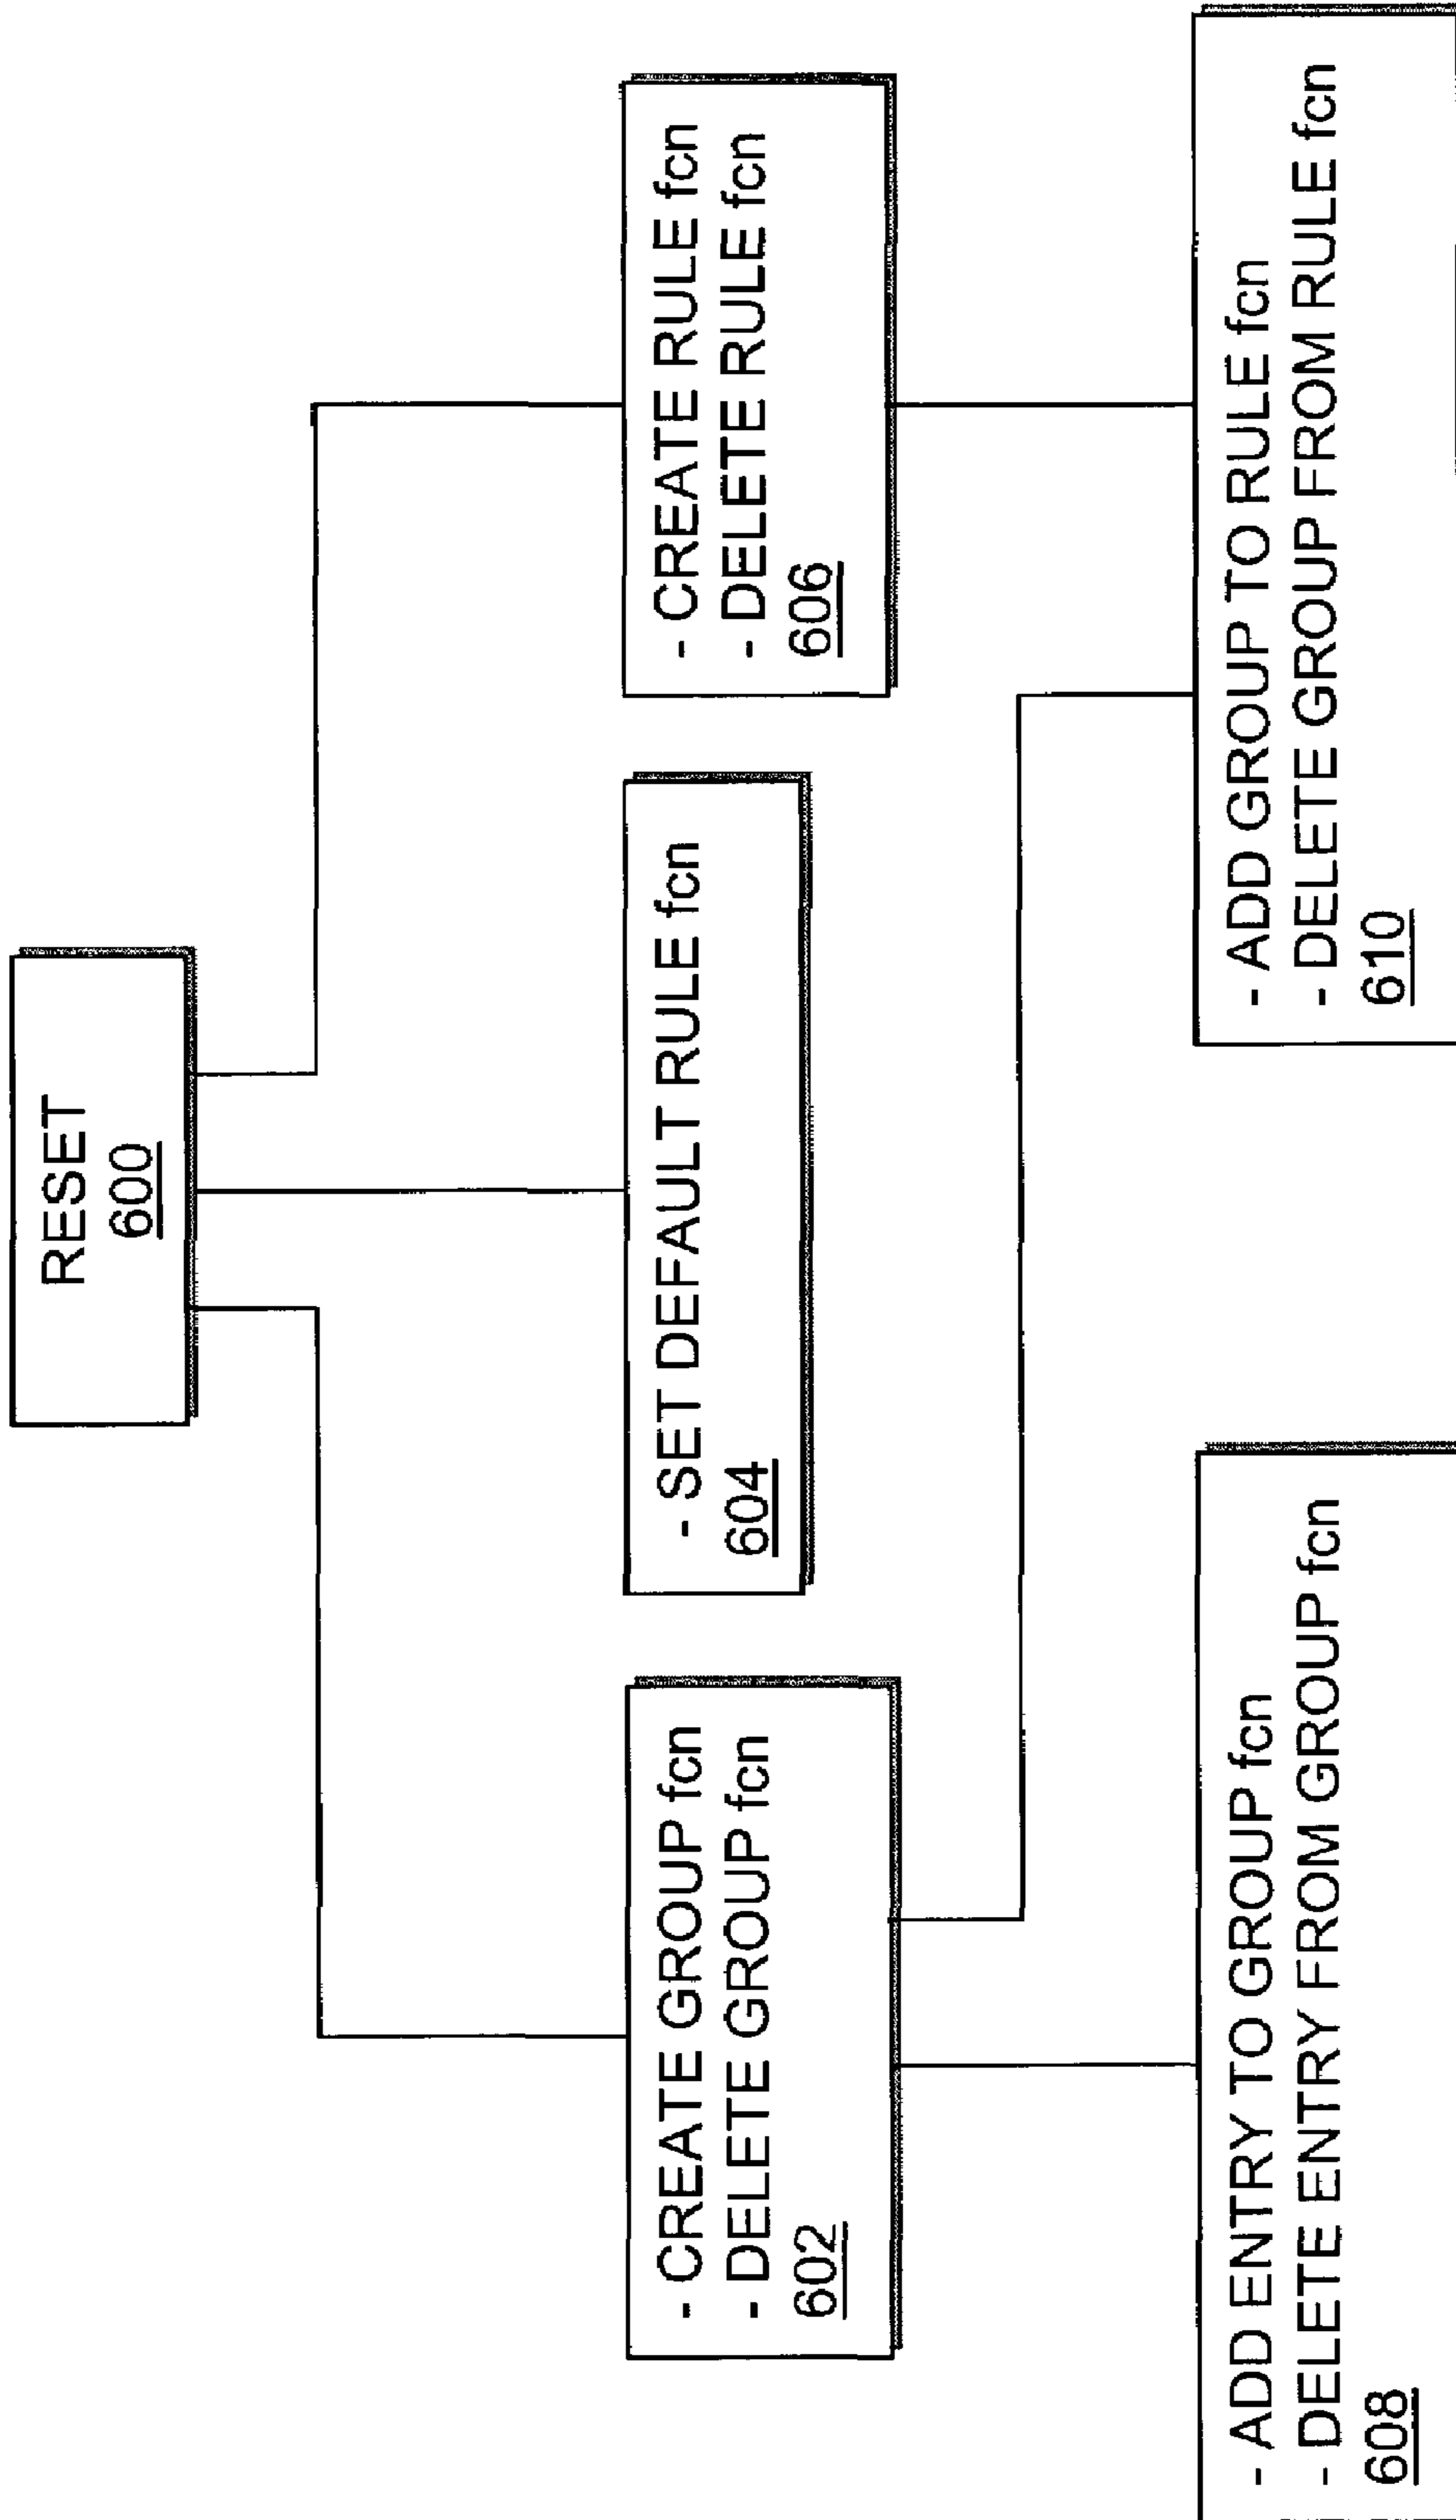 RESET
600
- CREATE GROUP fcn
- DELETE GROUP fcn
602
- SET DEFAULT RULE fcn
604
- CREATE RULE fcn
- DELETE RULE fcn
606
- ADD ENTRY TO GROUP fcn
- DELETE ENTRY FROM GROUP fcn
608
- ADD GROUP TO RULE fcn
- DELETE GROUP FROM RULE fcn
610